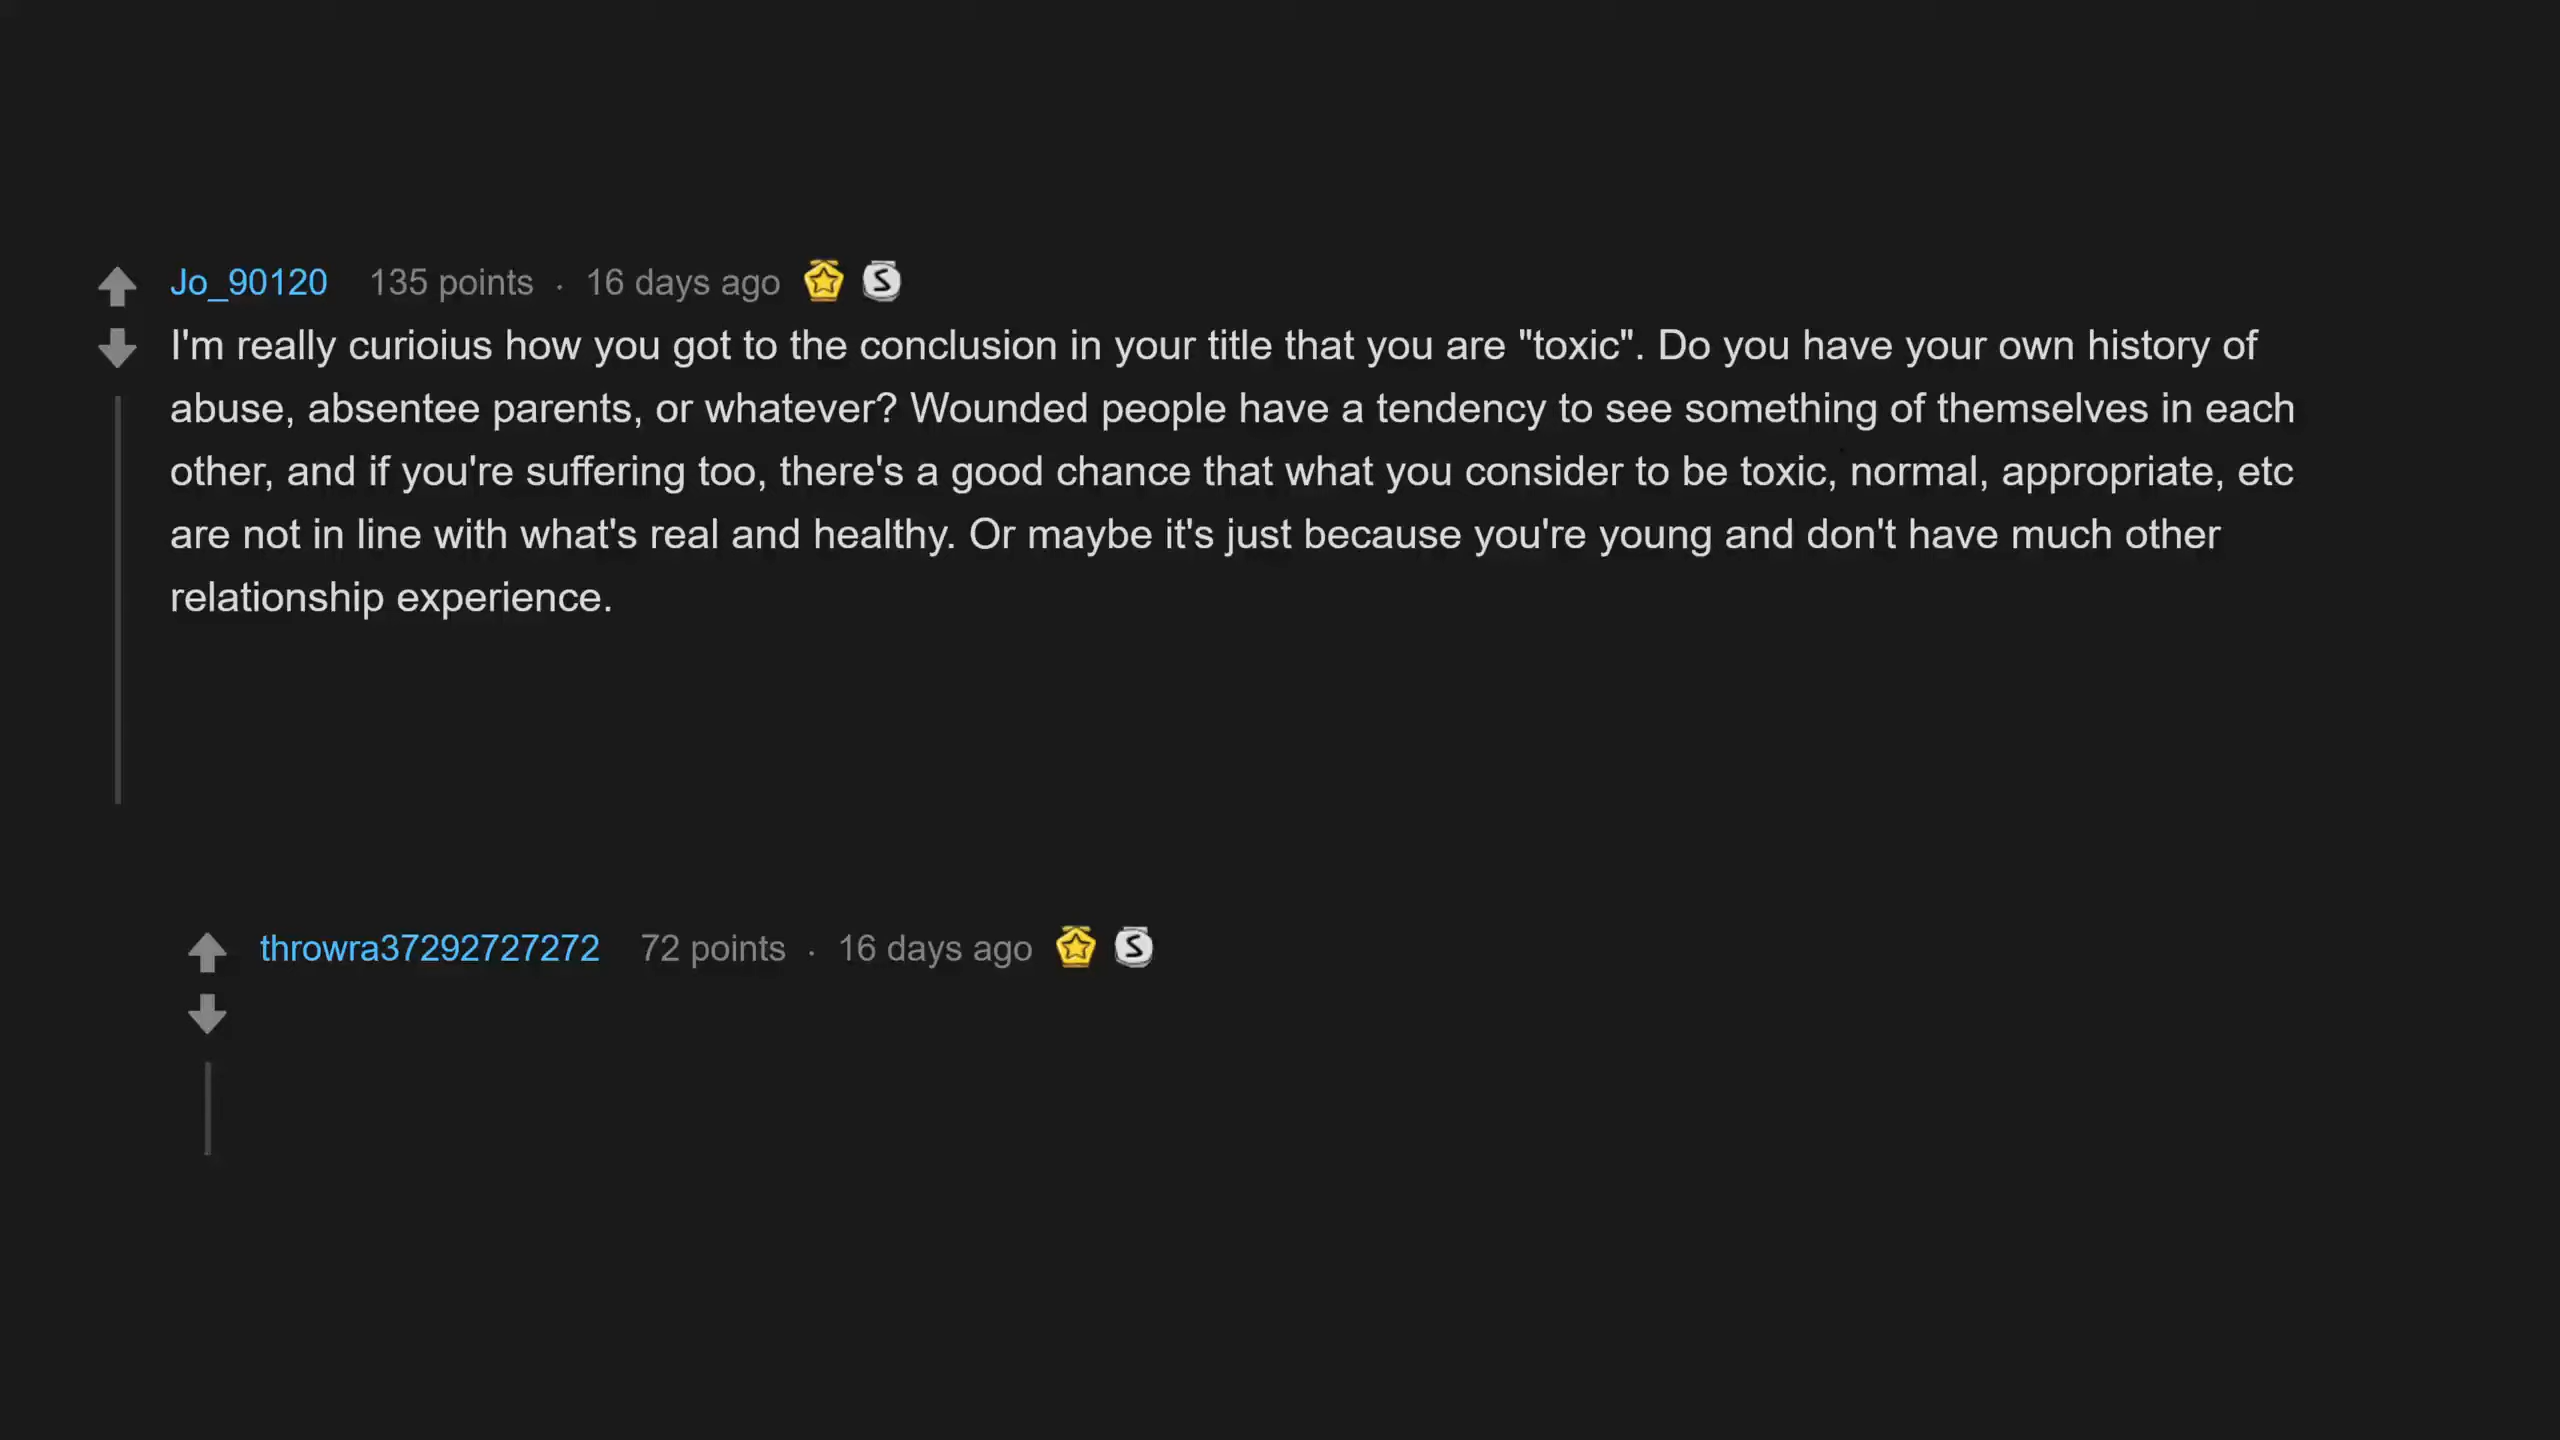 Jo_90120 135 points · 16 days ago S
I'm really curioius how you got to the conclusion in your title that you are "toxic". Do you have your own history of
abuse, absentee parents, or whatever? Wounded people have a tendency to see something of themselves in each
other, and if you're suffering too, there's a good chance that what you consider to be toxic, normal, appropriate, etc
are not in line with what's real and healthy. Or maybe it's just because you're young and don't have much other
relationship experience.
throwra37292727272 72 points · 16 days ago S